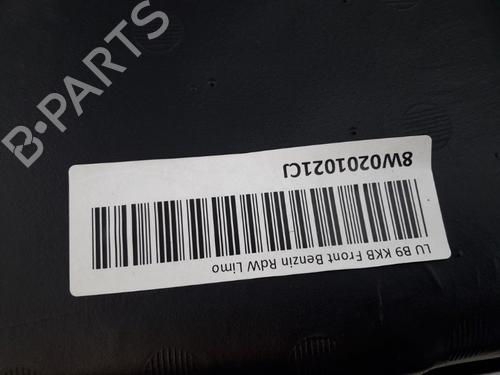 B-PARTS
LU B9 KKB Front Benzin RdW Limo
8W0201021CJ